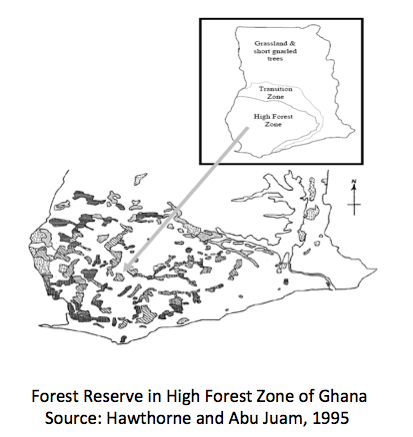 Grassland &
short gnarled
trees
Transition
Zone
High Forest
Zone
N
Forest Reserve in High Forest Zone of Ghana
Source: Hawthorne and Abu Juam, 1995